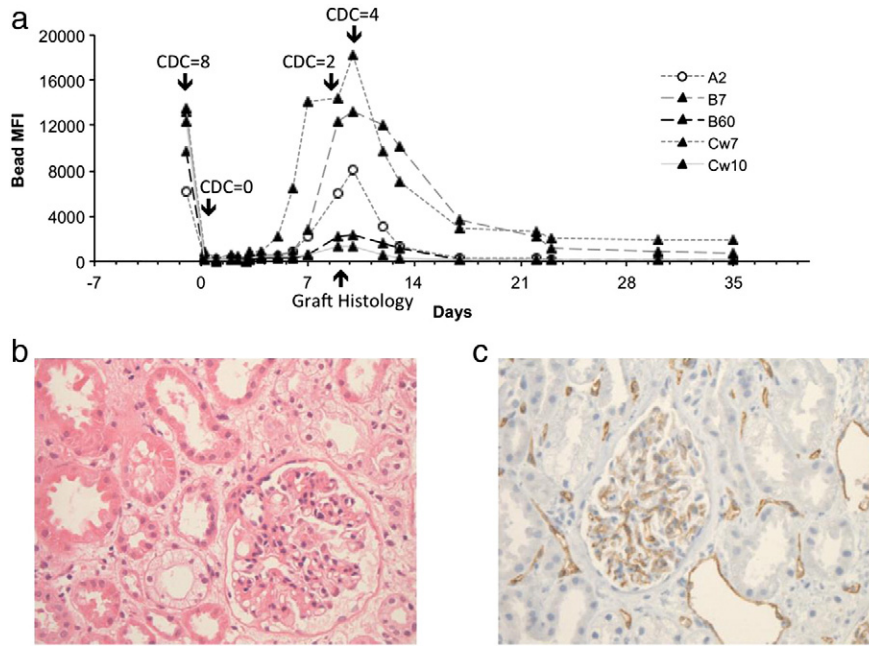 a
20000
16000
12000
8000
4000
0
Bead MFI
CDC=8
CDC=0
CDC=2
CDC=4
A2
B7
B60
Cw7
Cw10
-7
0
7
14
21
28
35
Graft Histology
Days
b
c